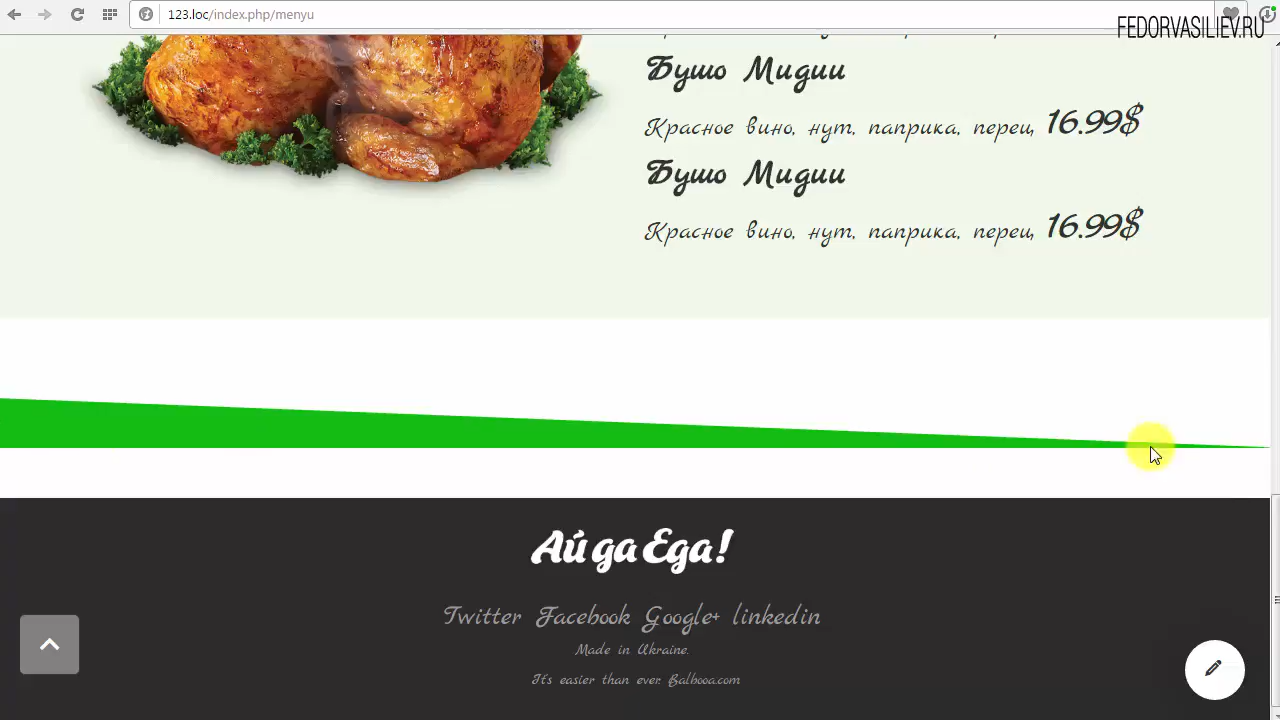 123.loc/index.php/menyu
FEDORVASILIEV.RU
Бушо Мидии
Красное вино, нут, паприка, перец, 16.99$
Бушо Мидии
Красное вино, нут, паприка, перец, 16.99$
Ай да Еда!
Twitter Facebook Google+ linkedin
Made in Ukraine.
It's easier than ever. Balbooa.com